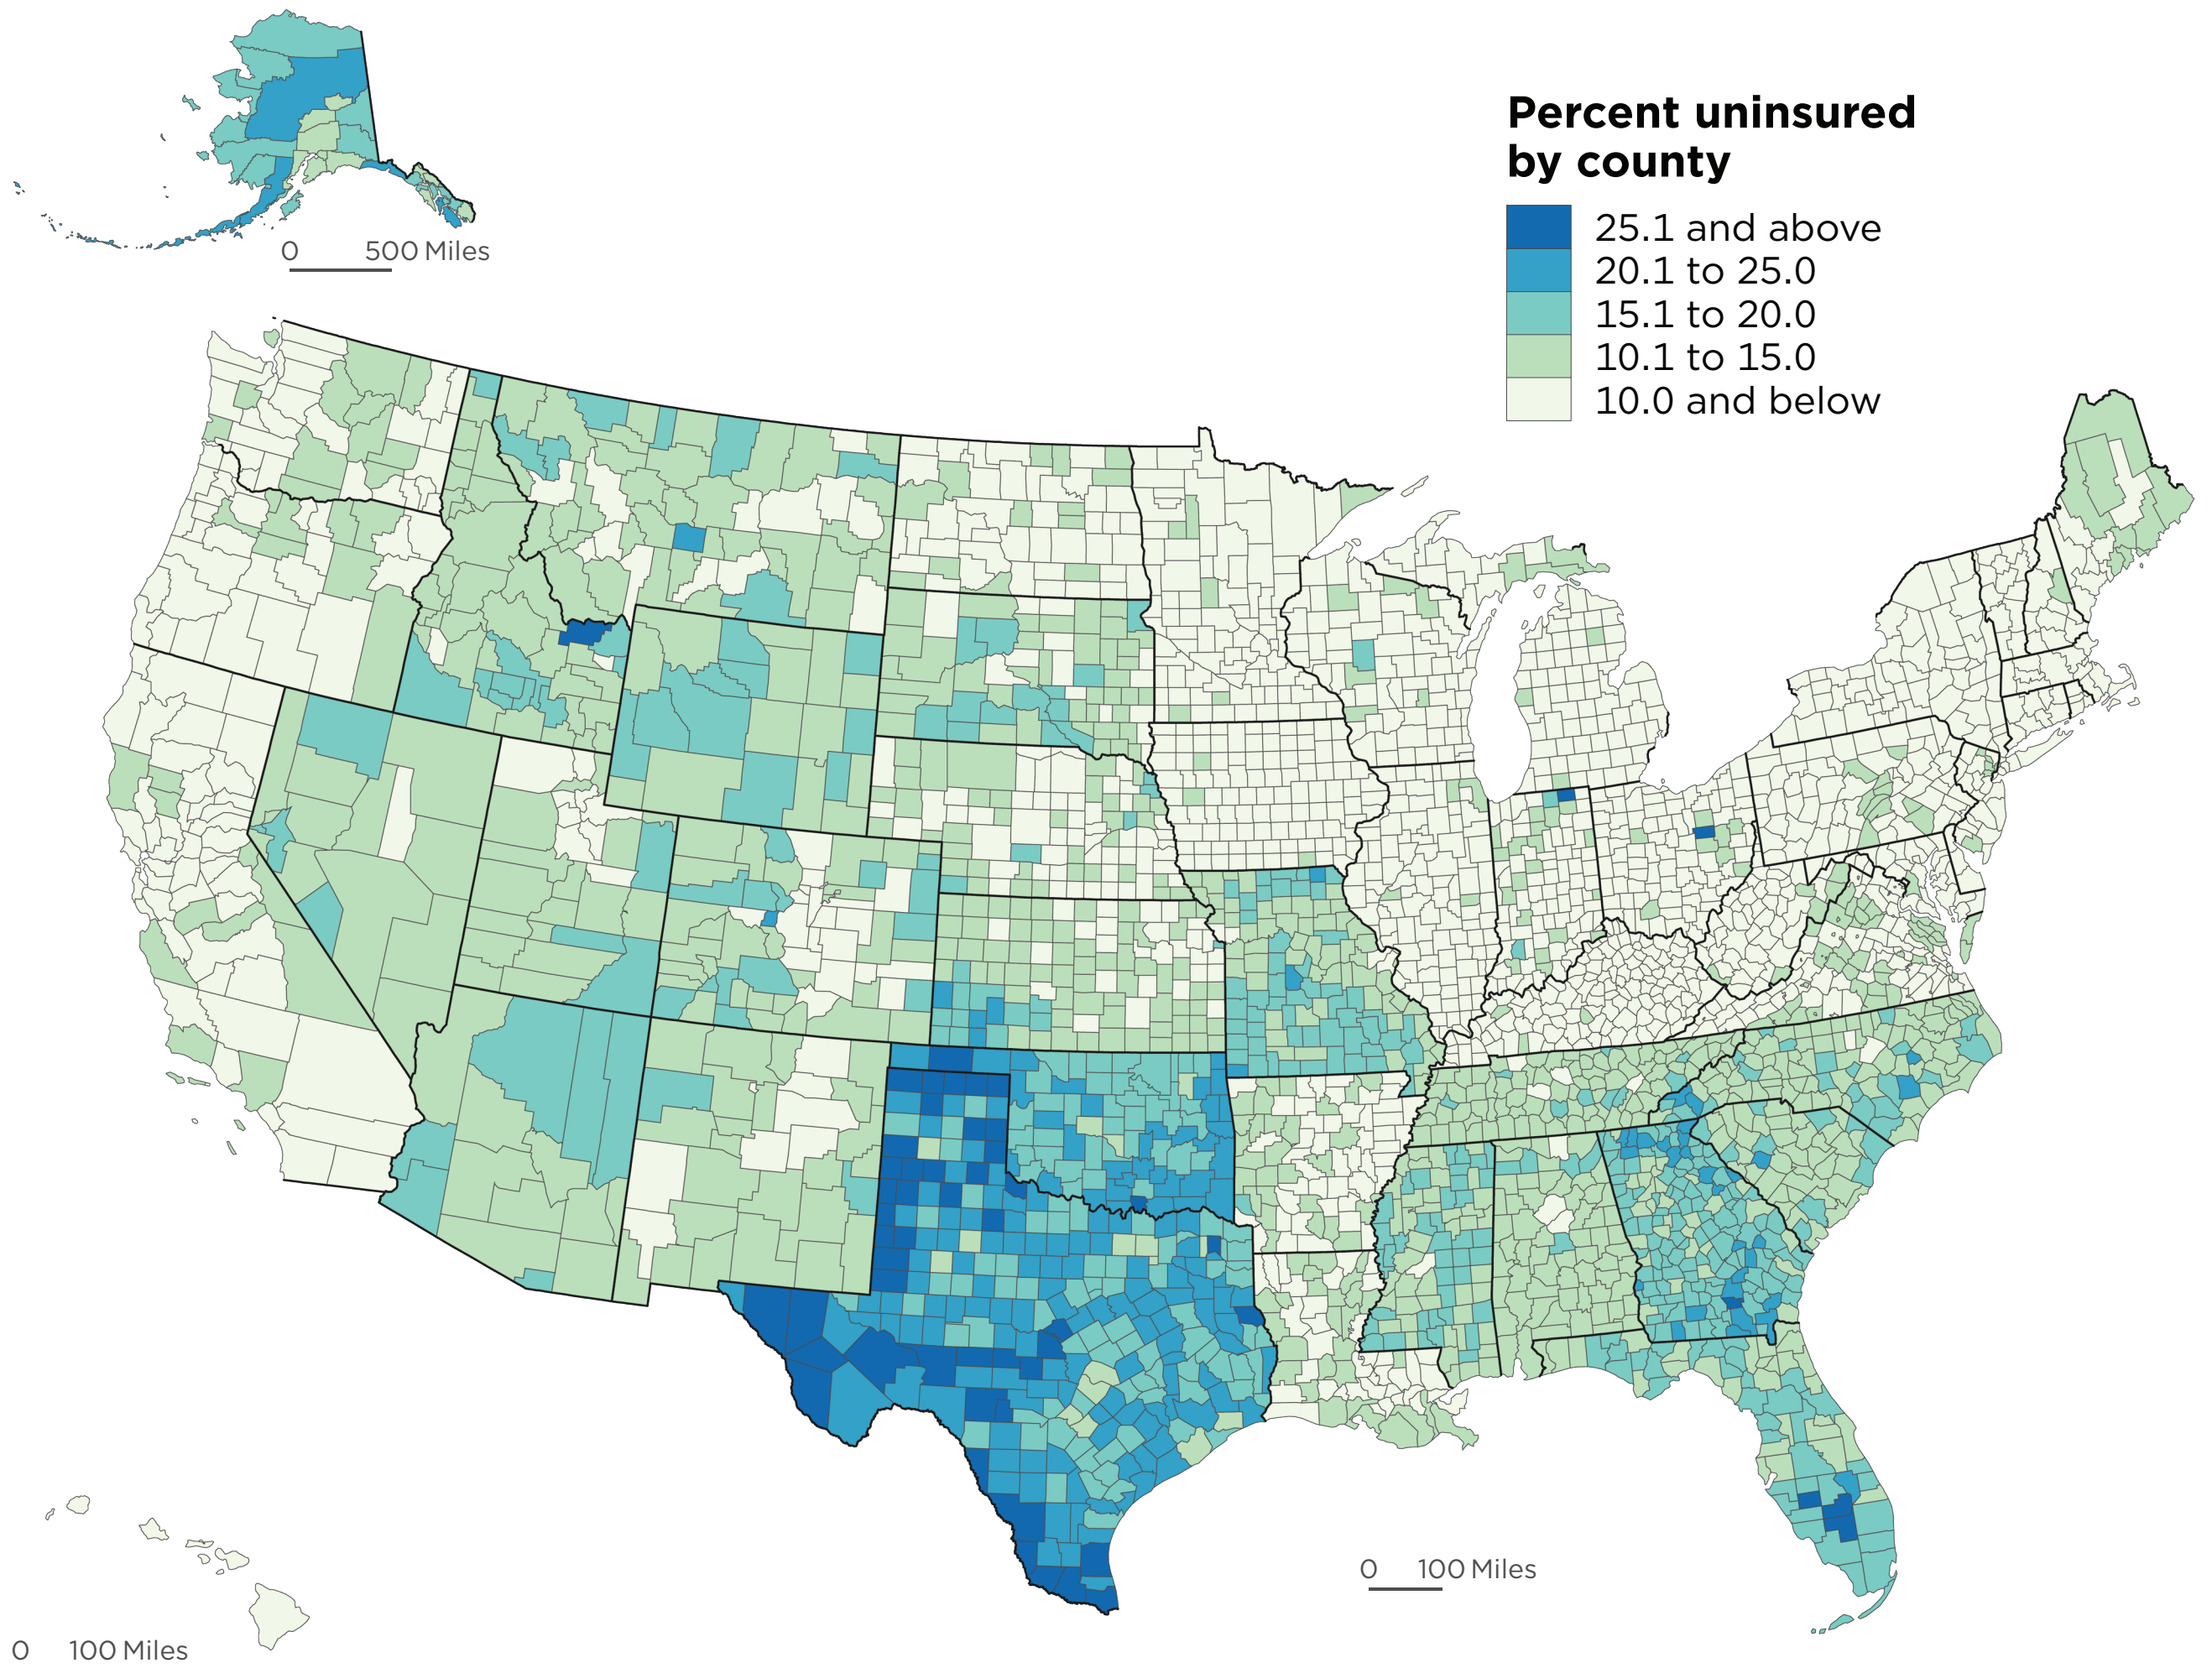 Percent uninsured
by county
25.1 and above
20.1 to 25.0
15.1 to 20.0
10.1 to 15.0
10.0 and below
0 500 Miles
0 100 Miles
0 100 Miles